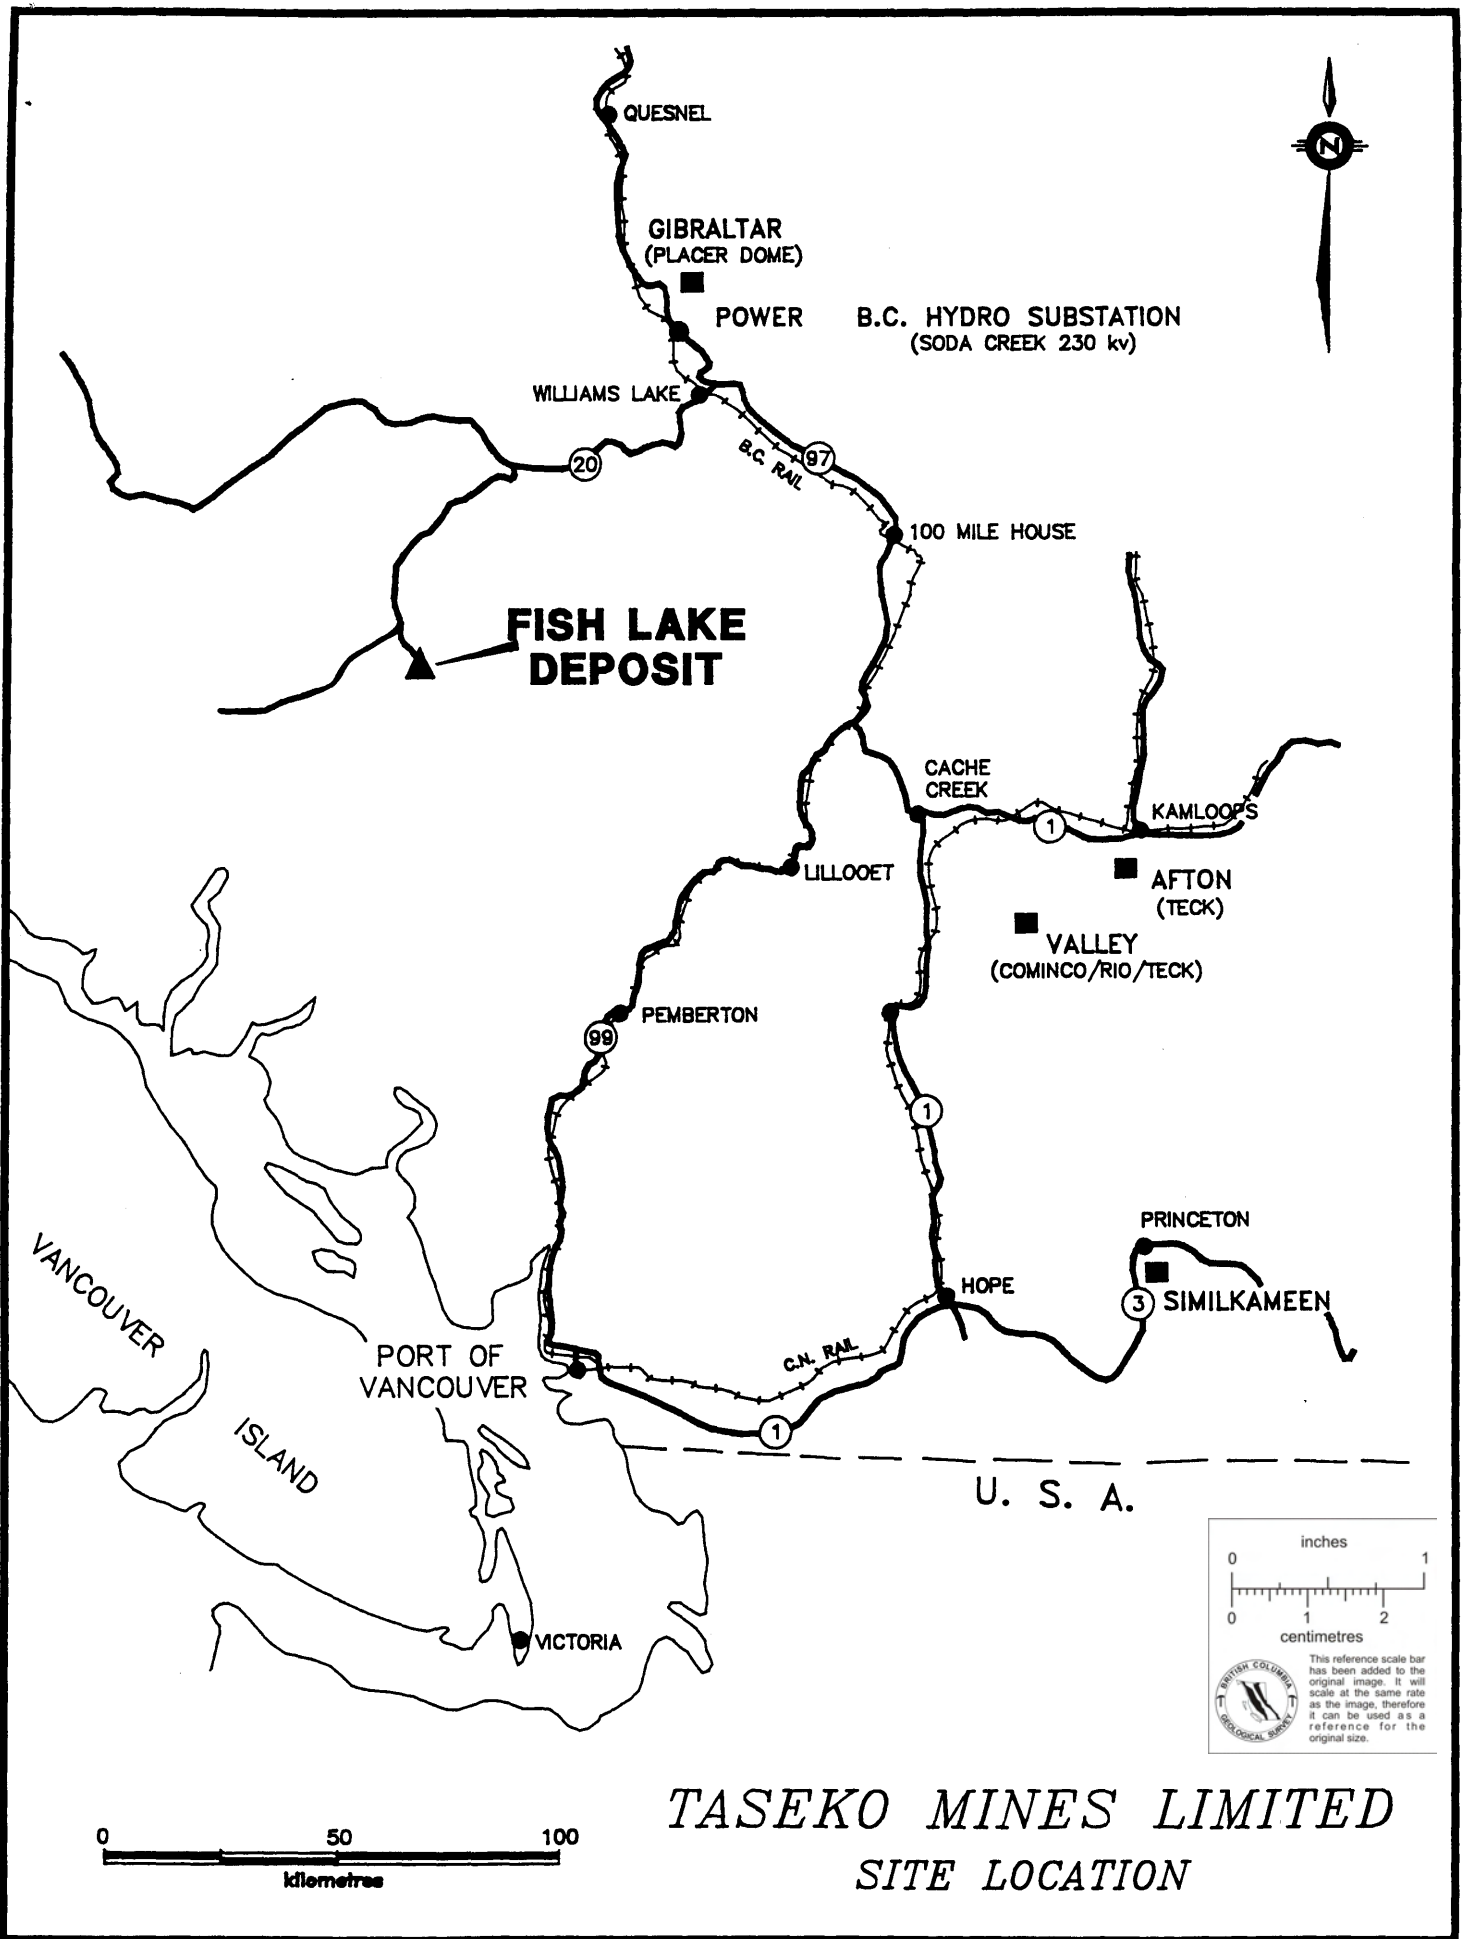 QUESNEL
N
GIBRALTAR
(PLACER DOME)
POWER
B.C. HYDRO SUBSTATION
(SODA CREEK 230 kv)
WILLIAMS LAKE
20
97
B.C. RAIL
100 MILE HOUSE
FISH LAKE
DEPOSIT
CACHE
CREEK
KAMLOOPS
1
LILLOOET
AFTON
(TECK)
VALLEY
(COMINCO/RIO/TECK)
PEMBERTON
99
1
PRINCETON
HOPE
3
SIMILKAMEEN
VANCOUVER
ISLAND
PORT OF
VANCOUVER
C.N. RAIL
1
U. S. A.
VICTORIA
inches
0 1
0 1 2
centimetres
This reference scale bar
has been added to the
original image. It will
scale at the same rate
as the image, therefore
it can be used as a
reference for the
original size.
BRITISH COLUMBIA
GEOLOGICAL SURVEY
TASEKO MINES LIMITED
SITE LOCATION
0 50 100
kilometres